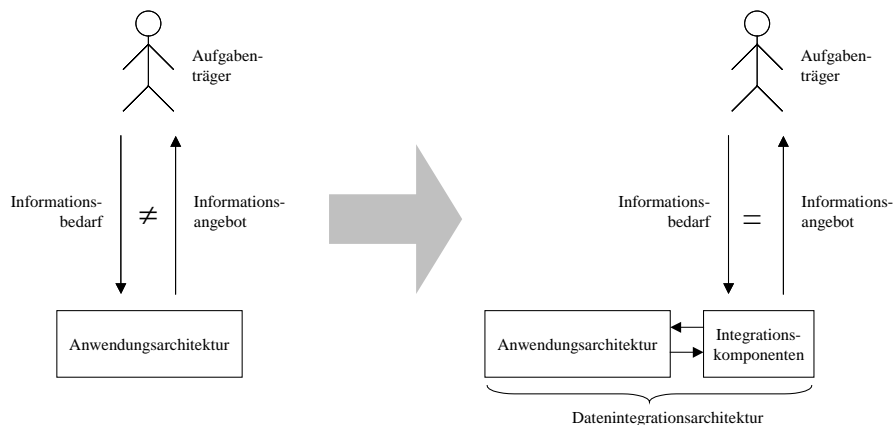 Aufgaben-
träger
Informations-
bedarf
≠
Informations-
angebot
Anwendungsarchitektur
Aufgaben-
träger
Informations-
bedarf
=
Informations-
angebot
Anwendungsarchitektur
Integrations-
komponenten
Datenintegrationsarchitektur